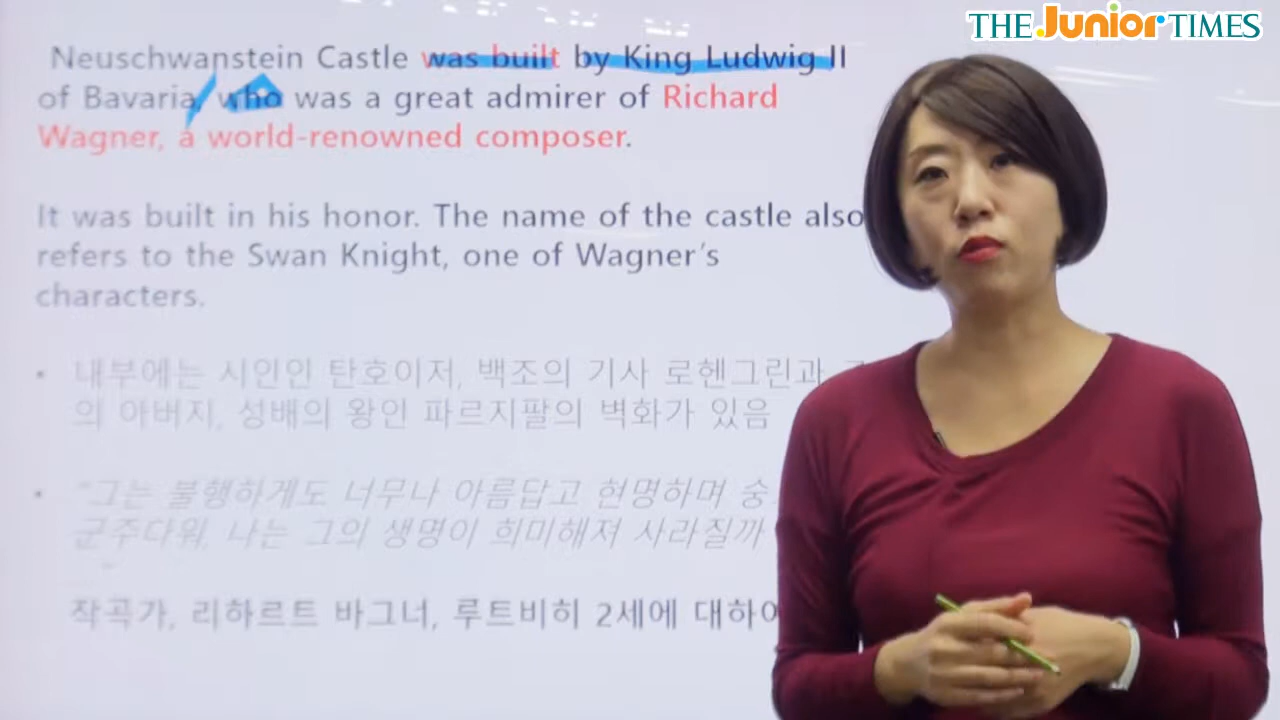 THE Junior TIMES
Neuschwanstein Castle was built by King Ludwig II
of Bavaria, who was a great admirer of Richard
Wagner, a world-renowned composer.
It was built in his honor. The name of the castle also
refers to the Swan Knight, one of Wagner's
characters.
• 내부에는 시인인 탄호이저, 백조의 기사 로헨그린과
의 아버지, 성배의 왕인 파르지팔의 벽화가 있음
• "그는 불행하게도 너무나 아름답고 현명하며
군주다워, 나는 그의 생명이 희미해져 사라질까
작곡가, 리하르트 바그너, 루트비히 2세에